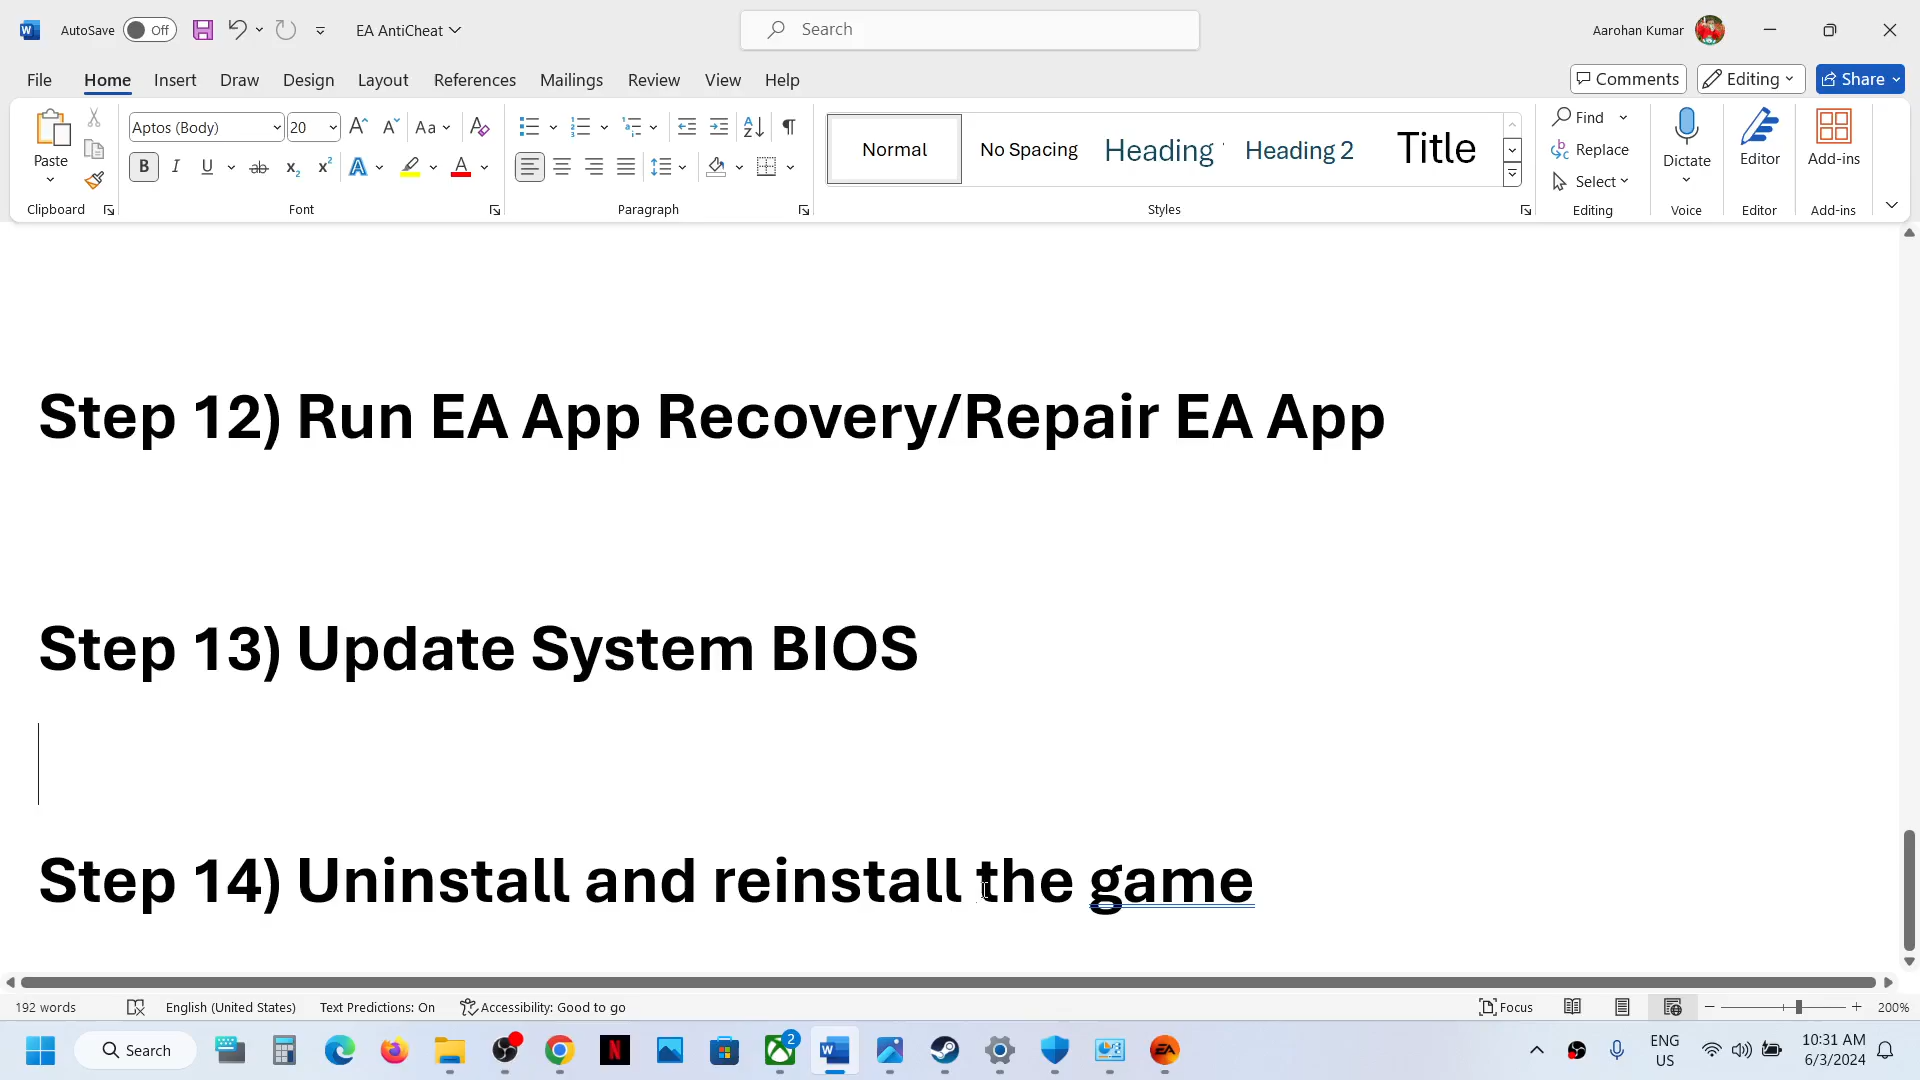 AutoSave Off EA AntiCheat Search Aarohan Kumar
File Home Insert Draw Design Layout References Mailings Review View Help Comments Editing Share
Paste Aptos (Body) 20 Normal No Spacing Heading Heading 2 Title Find Replace Select Dictate Editor Add-ins
Clipboard Font Paragraph Styles Editing Voice Editor Add-ins
Step 12) Run EA App Recovery/Repair EA App
Step 13) Update System BIOS
Step 14) Uninstall and reinstall the game
192 words English (United States) Text Predictions: On Accessibility: Good to go Focus 200%
Search 2 ENG US 10:31 AM 6/3/2024